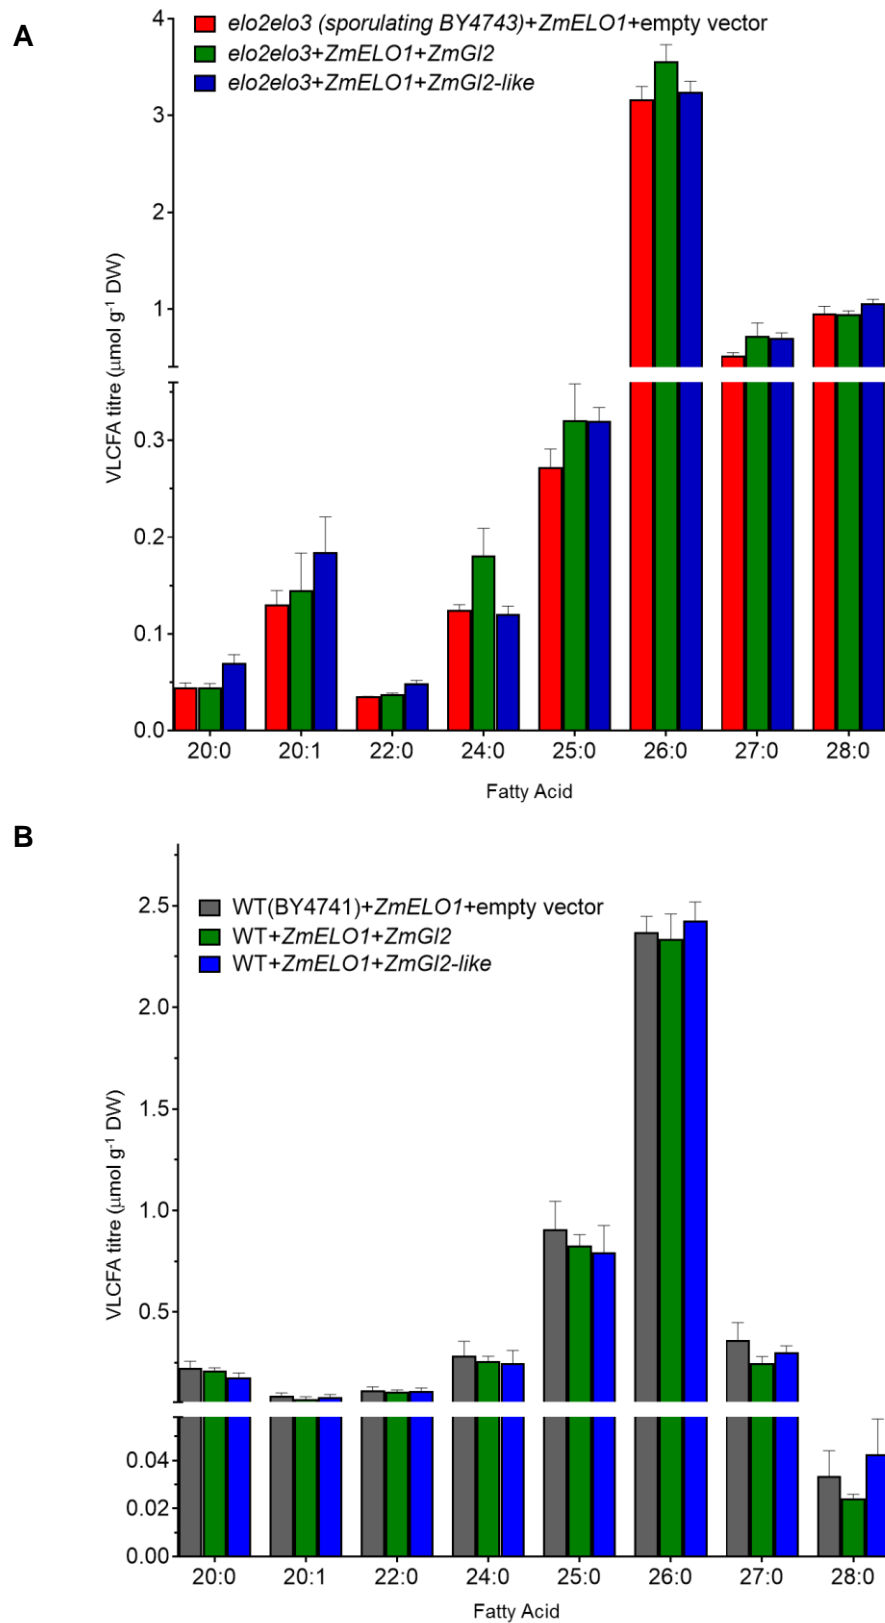 A
elo2elo3 (sporulating BY4743)+ZmELO1+empty vector
elo2elo3+ZmELO1+ZmGl2
elo2elo3+ZmELO1+ZmGl2-like
VLCFA titre (μmol g⁻¹ DW)
4
3
2
1
0.3
0.2
0.1
0.0
20:0 20:1 22:0 24:0 25:0 26:0 27:0 28:0
Fatty Acid
B
WT(BY4741)+ZmELO1+empty vector
WT+ZmELO1+ZmGl2
WT+ZmELO1+ZmGl2-like
VLCFA titre (μmol g⁻¹ DW)
2.5
2.0
1.5
1.0
0.5
0.04
0.02
0.00
20:0 20:1 22:0 24:0 25:0 26:0 27:0 28:0
Fatty Acid